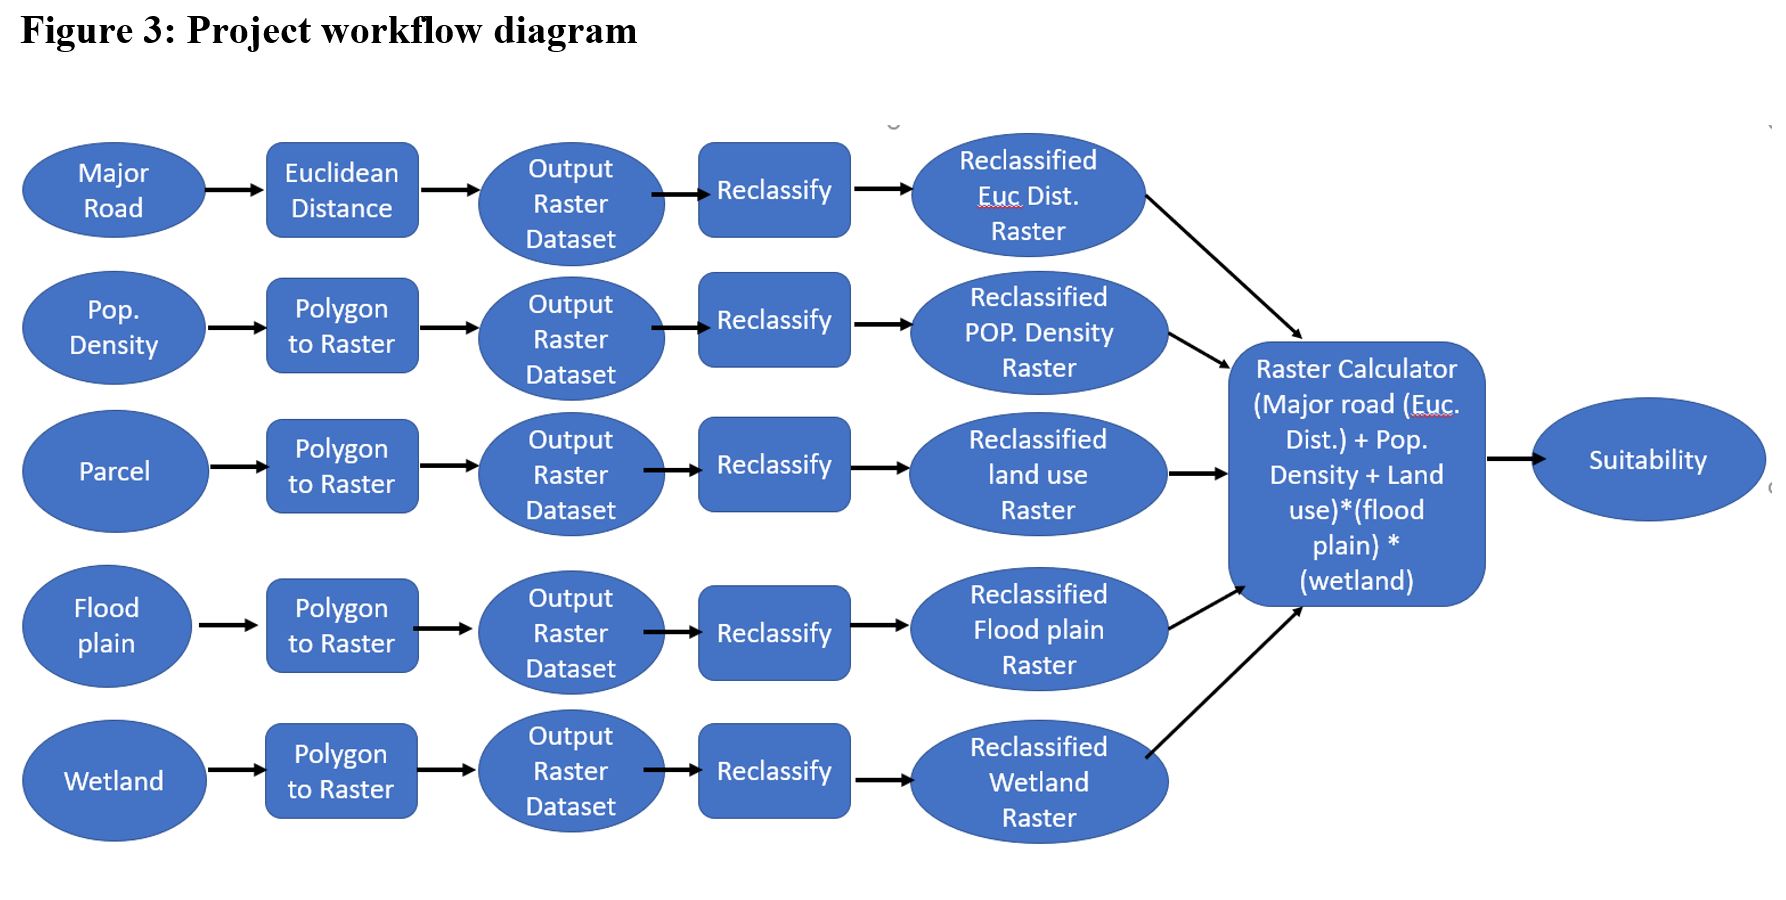 Figure 3: Project workflow diagram
Major
Road
Euclidean
Distance
Output
Raster
Dataset
Reclassify
Reclassified
Euc Dist.
Raster
Pop.
Density
Polygon
to Raster
Output
Raster
Dataset
Reclassify
Reclassified
POP. Density
Raster
Parcel
Polygon
to Raster
Output
Raster
Dataset
Reclassify
Reclassified
land use
Raster
Flood
plain
Polygon
to Raster
Output
Raster
Dataset
Reclassify
Reclassified
Flood plain
Raster
Wetland
Polygon
to Raster
Output
Raster
Dataset
Reclassify
Reclassified
Wetland
Raster
Raster Calculator
(Major road (Euc.
Dist.) + Pop.
Density + Land
use)*(flood
plain) *
(wetland)
Suitability